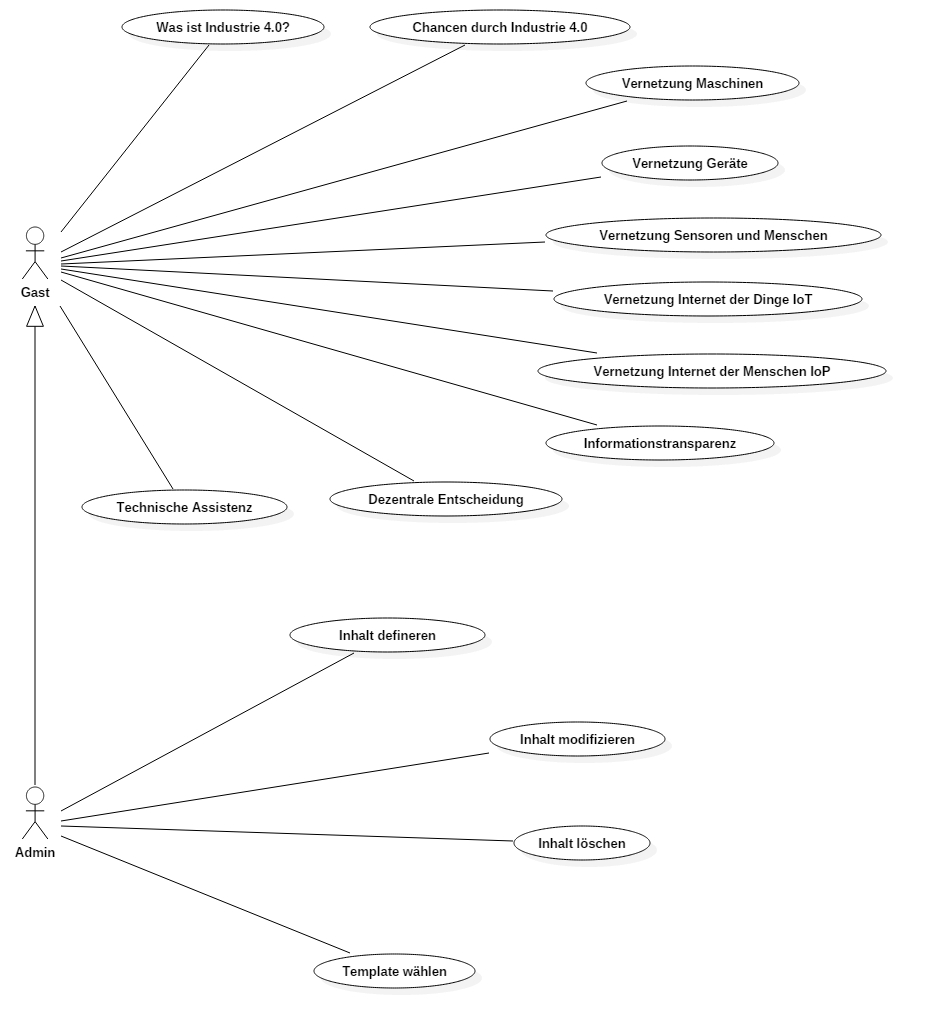 Was ist Industrie 4.0?
Chancen durch Industrie 4.0
Vernetzung Maschinen
Vernetzung Geräte
Vernetzung Sensoren und Menschen
Gast
Vernetzung Internet der Dinge IoT
Vernetzung Internet der Menschen IoP
Informationstransparenz
Dezentrale Entscheidung
Technische Assistenz
Inhalt defineren
Inhalt modifizieren
Inhalt löschen
Admin
Template wählen